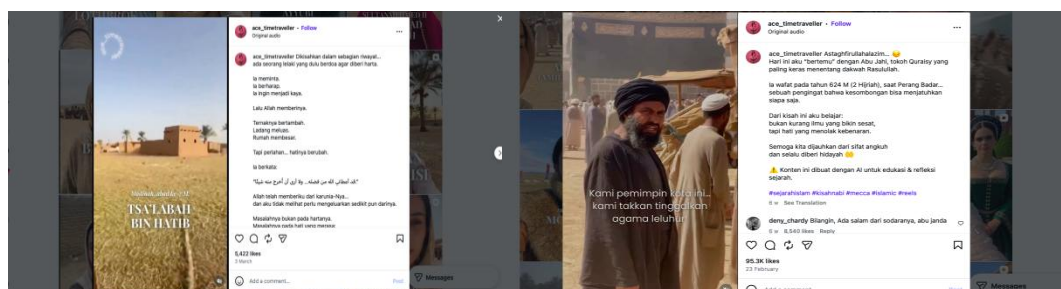 ace_timetraveller • Follow
Original audio
ace_timetraveller Dikisahkan dalam sebagian riwayat...
ada seorang lelaki yang dulu berdoa agar diberi harta.
Ia meminta.
Ia berharap.
Ia ingin menjadi kaya.
Lalu Allah memberinya.
Ternaknya bertambah.
Ladang meluas.
Rumah membesar.
Tapi perlahan... hatinya berubah.
Ia berkata:
Allah telah memberiku dari karunia-Nya...
dan aku tidak melihat perlu mengeluarkan sedikit pun darinya.
Masalahnya bukan pada hartanya.
TSA'LABAH
BIN HATIB
5,422 likes
3 March
Add a comment...
Post
Messages
ace_timetraveller • Follow
Original audio
ace_timetraveller Astaghfirullahalazim... 😔
Hari ini aku "bertemu" dengan Abu Jahl, tokoh Quraisy yang
paling keras menentang dakwah Rasulullah.
Ia wafat pada tahun 624 M (2 Hijriah), saat Perang Badar...
sebuah pengingat bahwa kesombongan bisa menjatuhkan
siapa saja.
Dari kisah ini aku belajar:
bukan kurang ilmu yang bikin sesat,
tapi hati yang menolak kebenaran.
Semoga kita dijauhkan dari sifat angkuh
dan selalu diberi hidayah 🤲
⚠️ Konten ini dibuat dengan AI untuk edukasi & refleksi
sejarah.
#sejarahislam #kisahnabi #mecca #islamic #reels
6 w See Translation
deny_chardy Bilangin, Ada salam dari sodaranya, abu janda
6 w 8,540 likes Reply
Kami pemimpin kota ini...
kami takkan tinggalkan
agama leluhur
95.3K likes
23 February
Add a comment...
Post
Messages